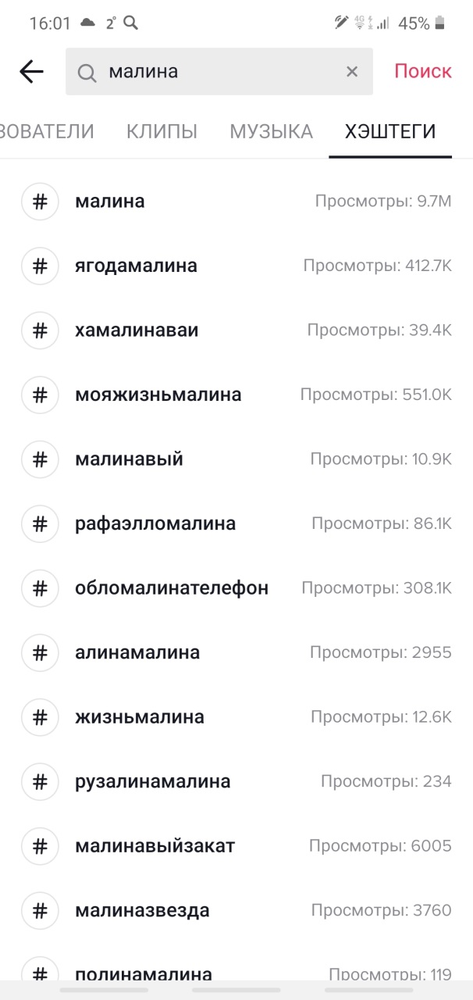 16:01 2° 4G 45%
малина × Поиск
ЗОВАТЕЛИ КЛИПЫ МУЗЫКА ХЭШТЕГИ
# малина Просмотры: 9.7M
# ягодамалина Просмотры: 412.7K
# хамалинаваи Просмотры: 39.4K
# мояжизньмалина Просмотры: 551.0K
# малинавый Просмотры: 10.9K
# рафаэлломалина Просмотры: 86.1K
# обломалинателефон Просмотры: 308.1K
# алинамалина Просмотры: 2955
# жизньмалина Просмотры: 12.6K
# рузалинамалина Просмотры: 234
# малинавыйзакат Просмотры: 6005
# малиназвезда Просмотры: 3760
# полинамалина Просмотры: 119